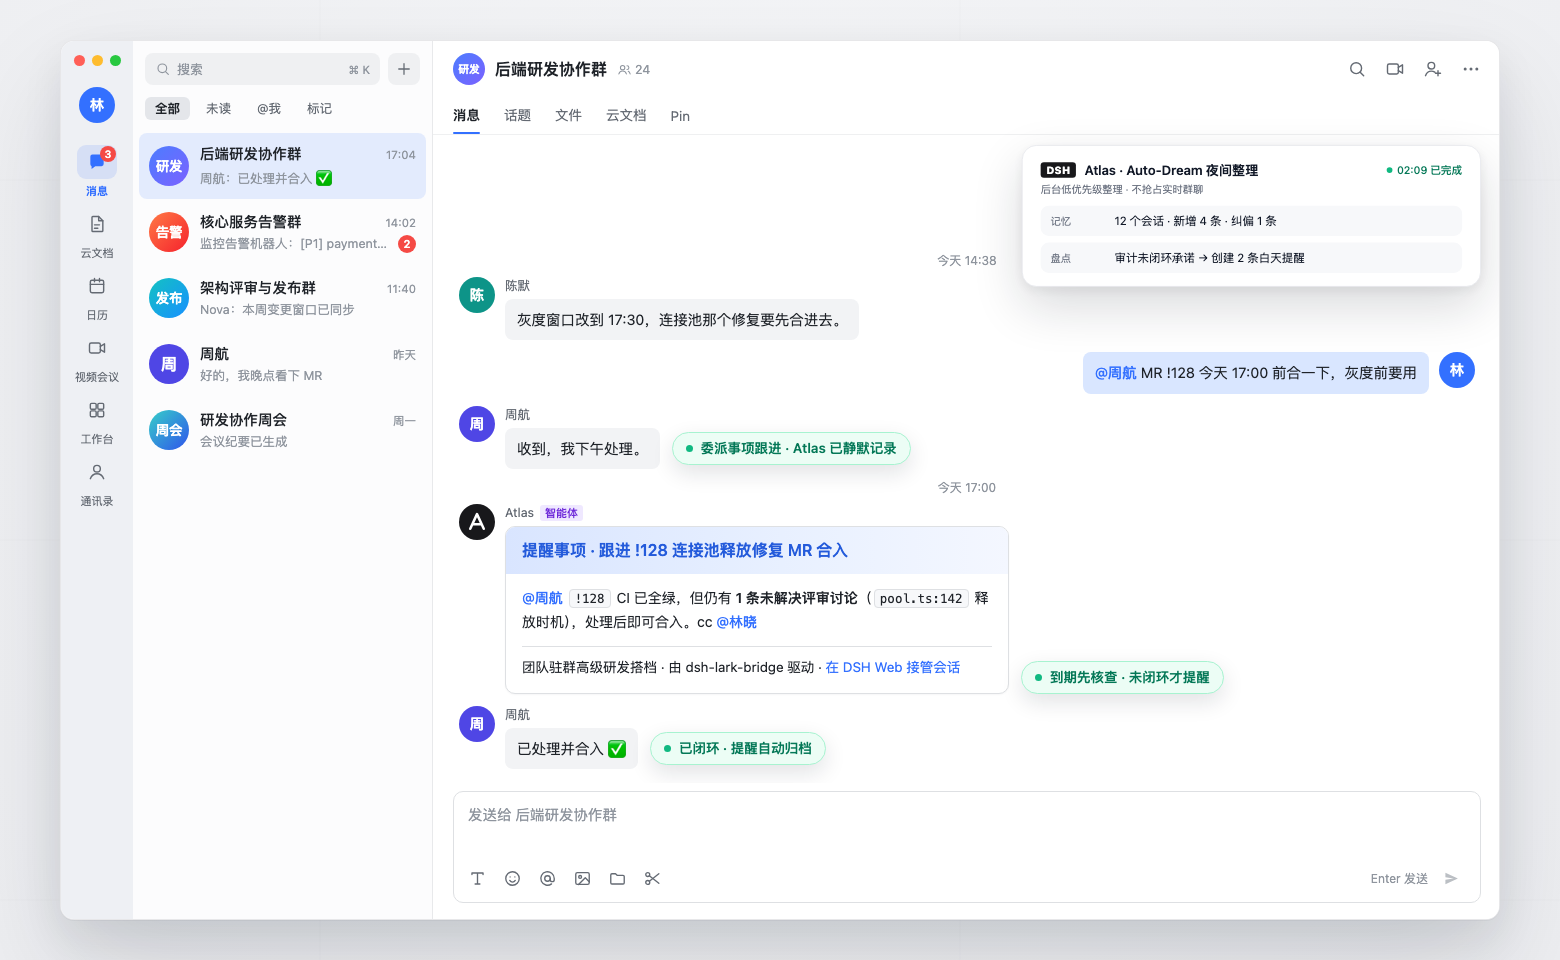 林
3
消息
云文档
日历
视频会议
工作台
通讯录
搜索
⌘ K
全部 未读 @我 标记
研发
后端研发协作群 17:04
周航：已处理并合入 ✅
告警
核心服务告警群 14:02
监控告警机器人：[P1] payment... 2
发布
架构评审与发布群 11:40
Nova：本周变更窗口已同步
周
周航 昨天
好的，我晚点看下 MR
周会
研发协作周会 周一
会议纪要已生成
研发 后端研发协作群 24
消息 话题 文件 云文档 Pin
DSH Atlas · Auto-Dream 夜间整理 02:09 已完成
后台低优先级整理 · 不抢占实时群聊
记忆 12 个会话 · 新增 4 条 · 纠偏 1 条
盘点 审计未闭环承诺 → 创建 2 条白天提醒
今天 14:38
陈
陈默
灰度窗口改到 17:30，连接池那个修复要先合进去。
@周航 MR !128 今天 17:00 前合一下，灰度前要用
林
周
周航
收到，我下午处理。
委派事项跟进 · Atlas 已静默记录
今天 17:00
Atlas 智能体
提醒事项 · 跟进 !128 连接池释放修复 MR 合入
@周航 !128 CI 已全绿，但仍有 1 条未解决评审讨论（pool.ts:142 释
放时机），处理后即可合入。cc @林晓
团队驻群高级研发搭档 · 由 dsh-lark-bridge 驱动 · 在 DSH Web 接管会话
到期先核查 · 未闭环才提醒
周
周航
已处理并合入 ✅
已闭环 · 提醒自动归档
发送给 后端研发协作群
Enter 发送